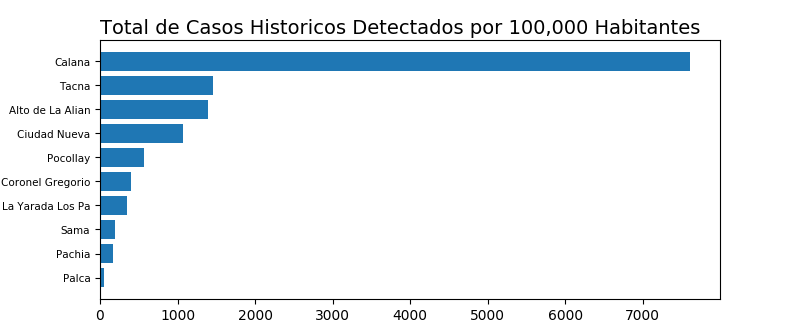 Total de Casos Historicos Detectados por 100,000 Habitantes
Calana
Tacna
Alto de La Alian
Ciudad Nueva
Pocollay
Coronel Gregorio
La Yarada Los Pa
Sama
Pachia
Palca
0 1000 2000 3000 4000 5000 6000 7000